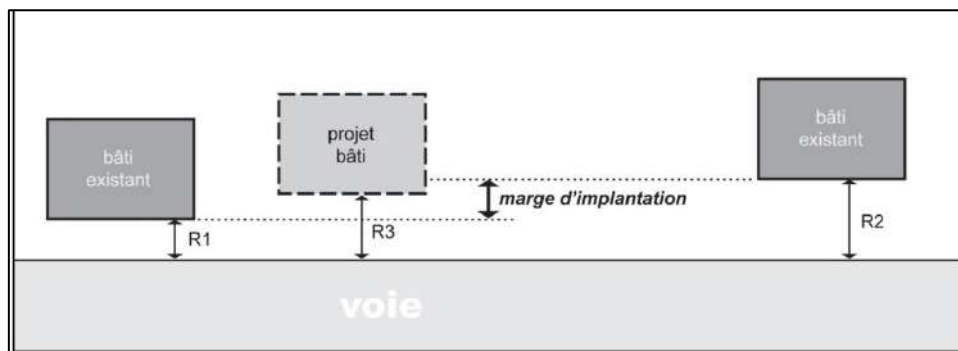 bâti
existant
projet
bâti
bâti
existant
marge d'implantation
R1
R3
R2
voie